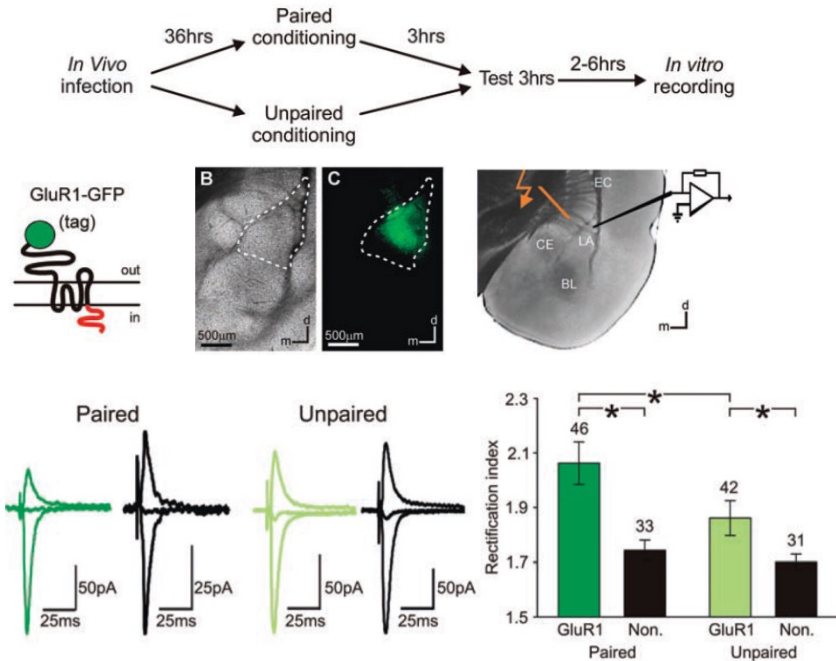 Paired
conditioning
36hrs
3hrs
In Vivo
infection
Test 3hrs
2-6hrs
In vitro
recording
Unpaired
conditioning
GluR1-GFP
(tag)
out
in
B
500μm
d
m
C
500μm
d
m
EC
CE
LA
BL
d
m
Paired
Unpaired
50pA
25ms
25pA
25ms
50pA
25ms
50pA
25ms
Rectification index
2.3
2.1
1.9
1.7
1.5
*
*
*
46
33
42
31
GluR1 Non. GluR1 Non.
Paired Unpaired